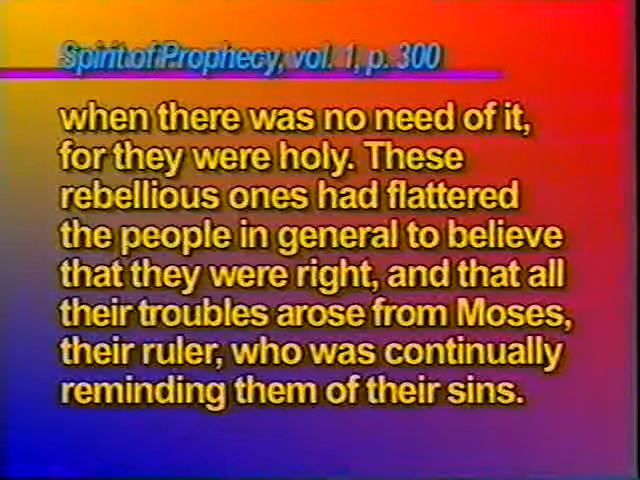 Spirit of Prophecy, vol. 1, p. 300
when there was no need of it,
for they were holy. These
rebellious ones had flattered
the people in general to believe
that they were right, and that all
their troubles arose from Moses,
their ruler, who was continually
reminding them of their sins.